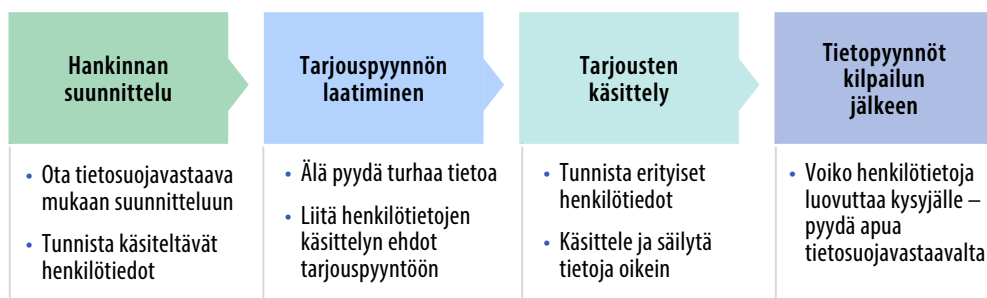 Hankinnan
suunnittelu
• Ota tietosuojavastaava
mukaan suunnitteluun
• Tunnista käsiteltävät
henkilötiedot
Tarjouspyynnön
laatiminen
• Älä pyydä turhaa tietoa
• Liitä henkilötietojen
käsittelyn ehdot
tarjouspyyntöön
Tarjousten
käsittely
• Tunnista erityiset
henkilötiedot
• Käsittele ja säilytä
tietoja oikein
Tietopyynnöt
kilpailun
jälkeen
• Voiko henkilötietoja
luovuttaa kysyjälle –
pyydä apua
tietosuojavastaavalta